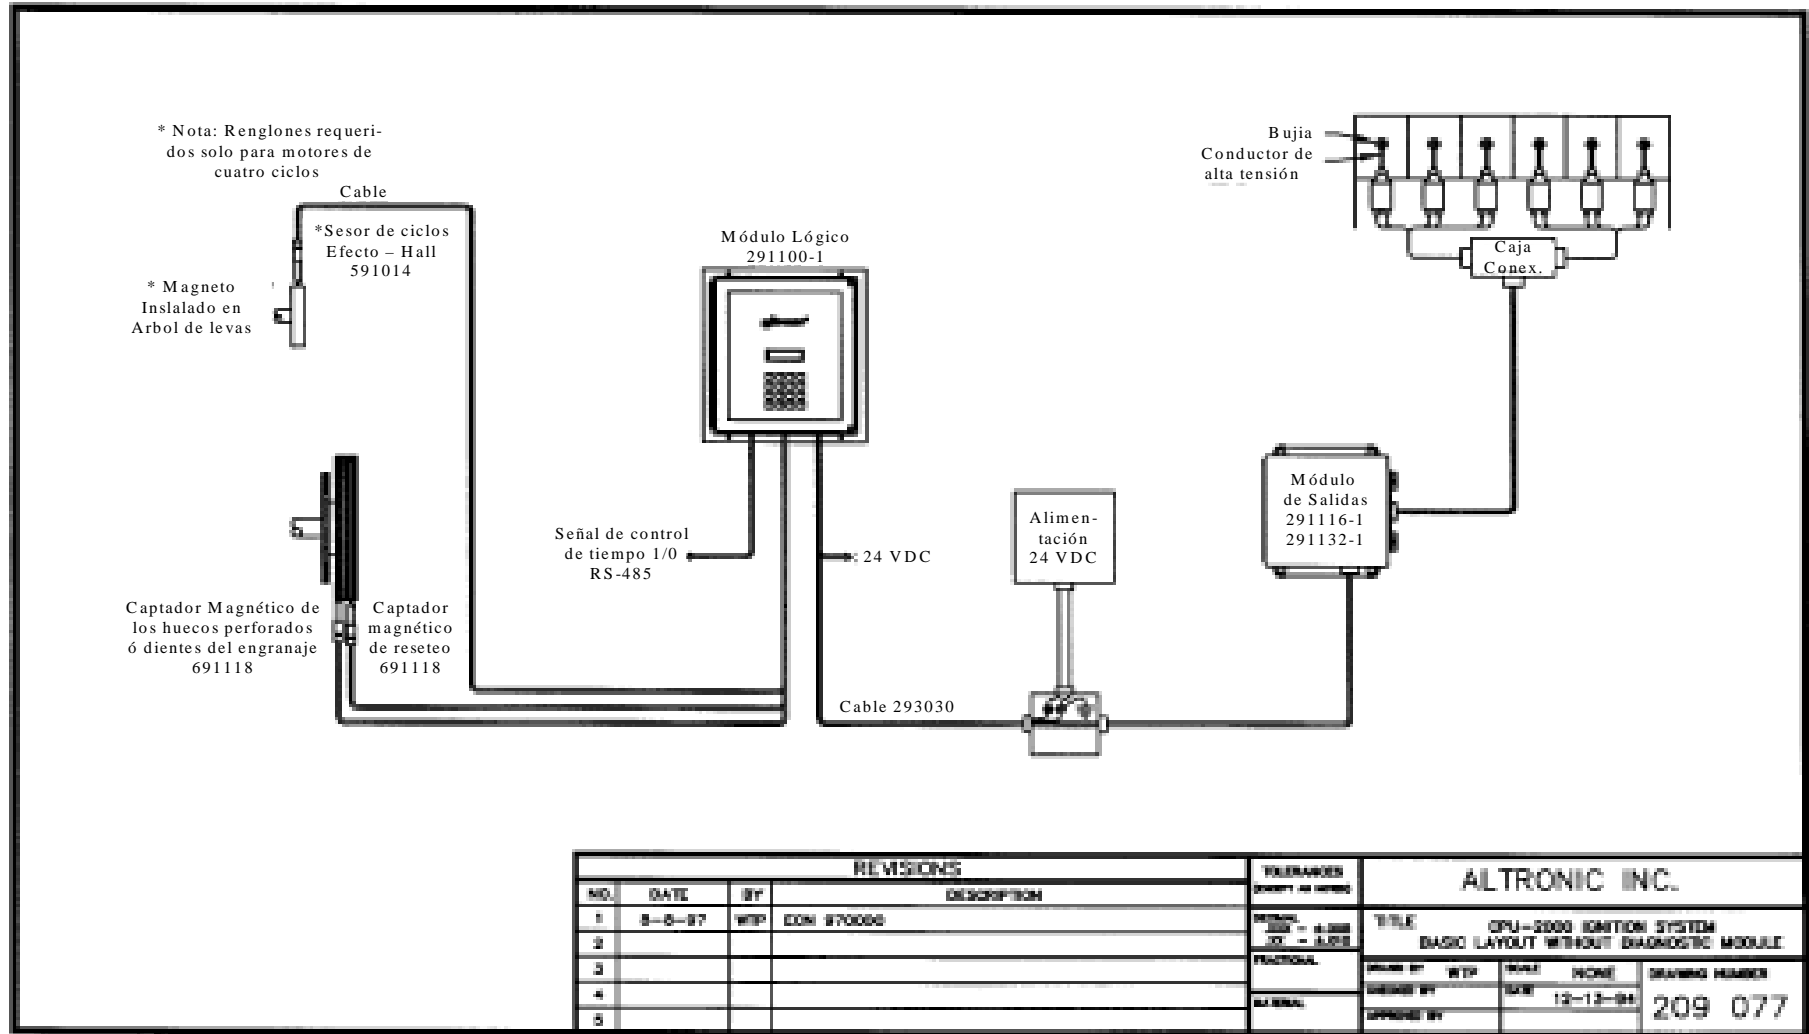 * Nota: Renglones requeri-
dos solo para motores de
cuatro ciclos
Cable
*Sesor de ciclos
Efecto – Hall
591014
* Magneto
Inslalado en
Arbol de levas
Módulo Lógico
291100-1
Bujia
Conductor de
alta tensión
Caja
Conex.
Módulo
de Salidas
291116-1
291132-1
Alimen-
tación
24 VDC
Señal de control
de tiempo 1/0
RS-485
24 VDC
Captador Magnético de
los huecos perforados
ó dientes del engranaje
691118
Captador
magnético
de reseteo
691118
Cable 293030
REVISIONS
NO. DATE BY DESCRIPTION
1 WTP
2
3
4
5
TOLERANCES
EXCEPT AS NOTED
FRACTIONAL
MATERIAL
ALTRONIC INC.
TITLE CPU-2000 IGNITION SYSTEM
BASIC LAYOUT WITHOUT DIAGNOSTIC MODULE
DRAWN BY WTP
SCALE NONE
CHECKED BY
DATE
APPROVED BY
DRAWING NUMBER
209 077